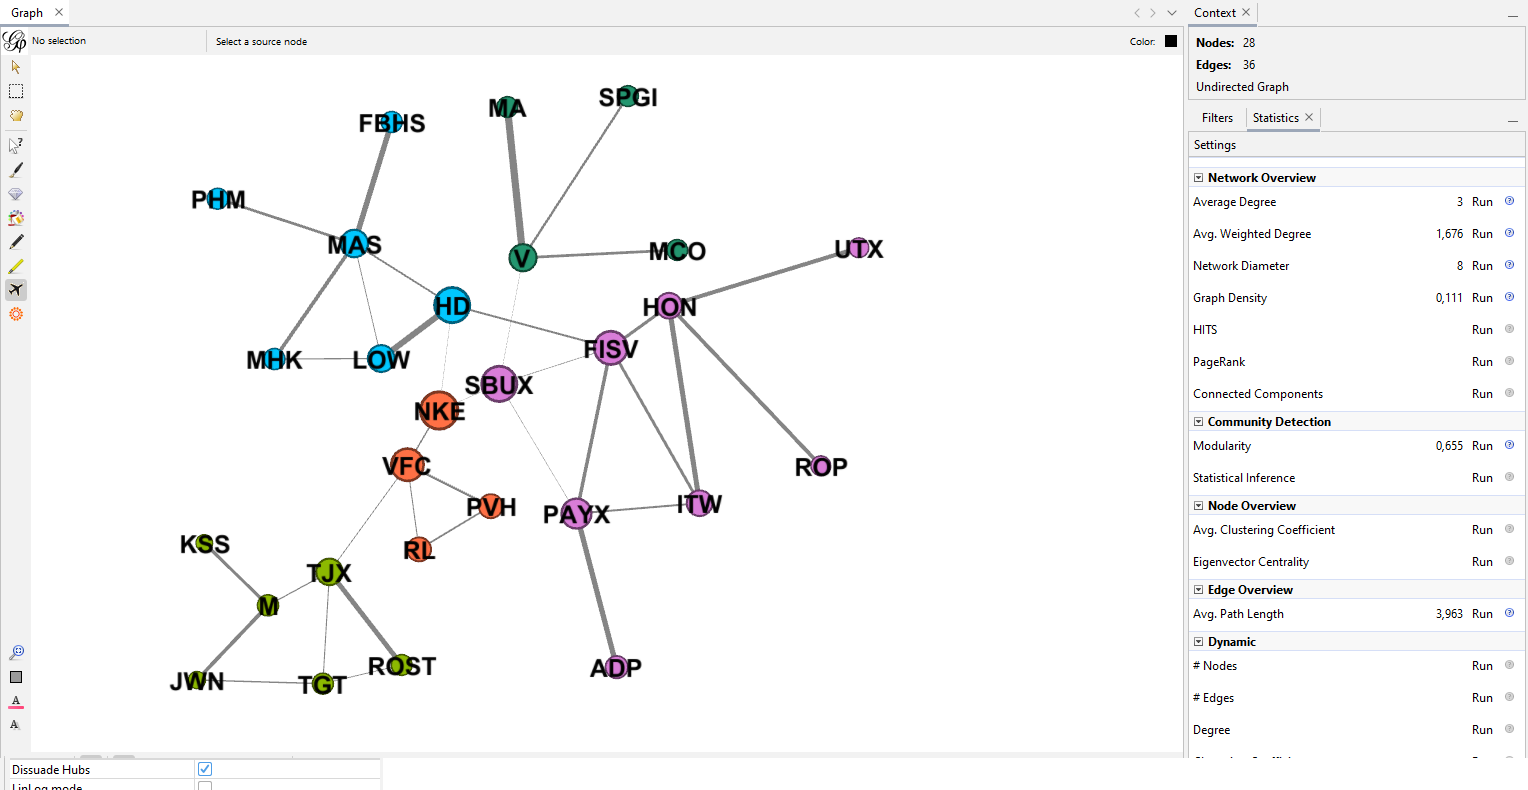 Graph
Context
No selection
Select a source node
Color:
Nodes: 28
Edges: 36
Undirected Graph
Filters
Statistics
Settings
Network Overview
Average Degree 3 Run
Avg. Weighted Degree 1,676 Run
Network Diameter 8 Run
Graph Density 0,111 Run
HITS Run
PageRank Run
Connected Components Run
Community Detection
Modularity 0,655 Run
Statistical Inference Run
Node Overview
Avg. Clustering Coefficient Run
Eigenvector Centrality Run
Edge Overview
Avg. Path Length 3,963 Run
Dynamic
# Nodes Run
# Edges Run
Degree Run
SPGI
MA
FBHS
PHM
MAS
V
MCO
UTX
HD
HON
FISV
MHK
LOW
SBUX
NKE
VFC
ROP
PVH
PAYX
ITW
KSS
RL
TJX
M
ROST
ADP
JWN
TGT
Dissuade Hubs
LinLog mode